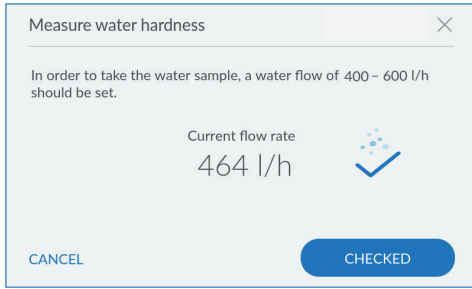 Measure water hardness
In order to take the water sample, a water flow of 400 – 600 l/h
should be set.
Current flow rate
464 l/h
CANCEL
CHECKED